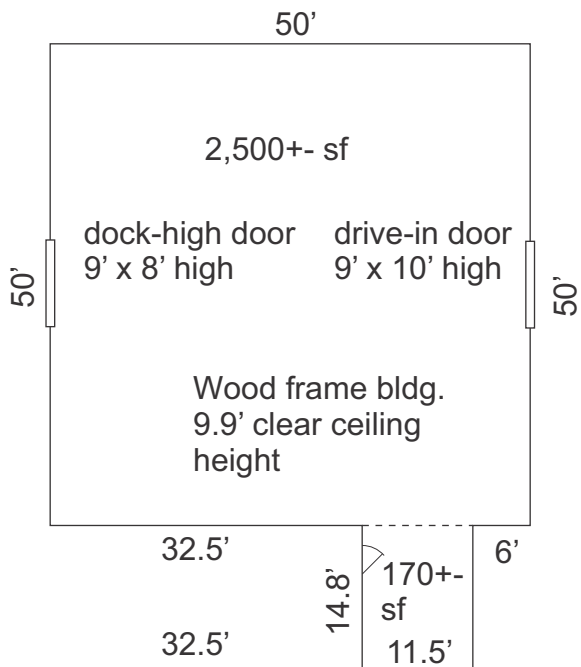 50’
2,500+- sf
dock-high door
9’ x 8’ high
drive-in door
9’ x 10’ high
50’
50’
Wood frame bldg.
9.9’ clear ceiling
height
32.5’
6’
14.8’
170+-
sf
32.5’
11.5’